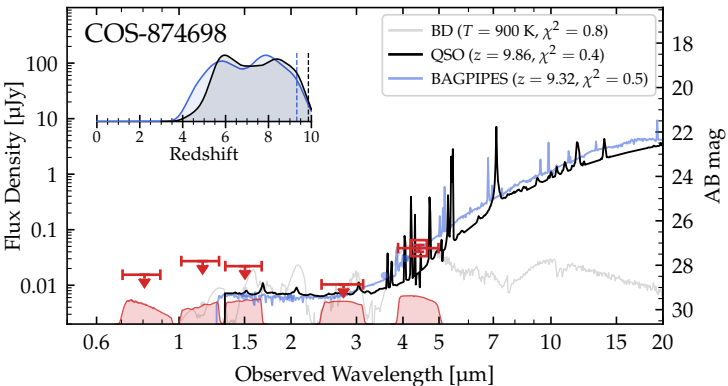 COS-874698
BD (T = 900 K, χ² = 0.8)
QSO (z = 9.86, χ² = 0.4)
BAGPIPES (z = 9.32, χ² = 0.5)
100
10
1
0.1
0.01
Flux Density [μJy]
0 2 4 6 8 10
Redshift
18
20
22
24
26
28
30
AB mag
0.6 1 1.5 2 3 4 5 7 10 15 20
Observed Wavelength [μm]